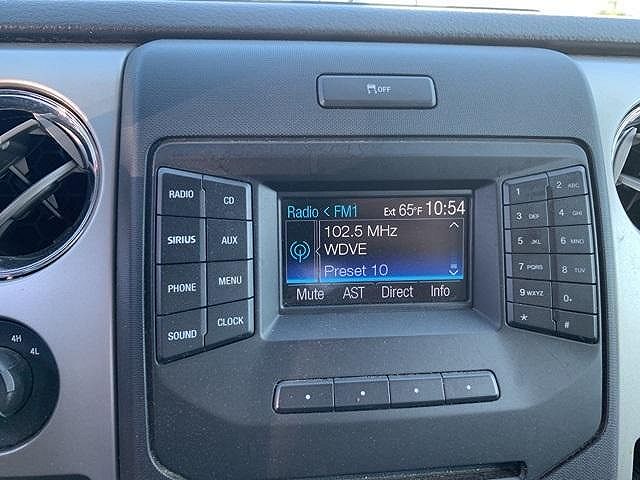 OFF
RADIO
CD
SIRIUS
AUX
PHONE
MENU
SOUND
CLOCK
Radio < FM1
Ext 65°F 10:54
102.5 MHz
WDVE
Preset 10
Mute AST Direct Info
1
2 ABC
3 DEF
4 GHI
5 JKL
6 MNO
7 PQRS
8 TUV
9 WXYZ
0
*
#
4H
4L